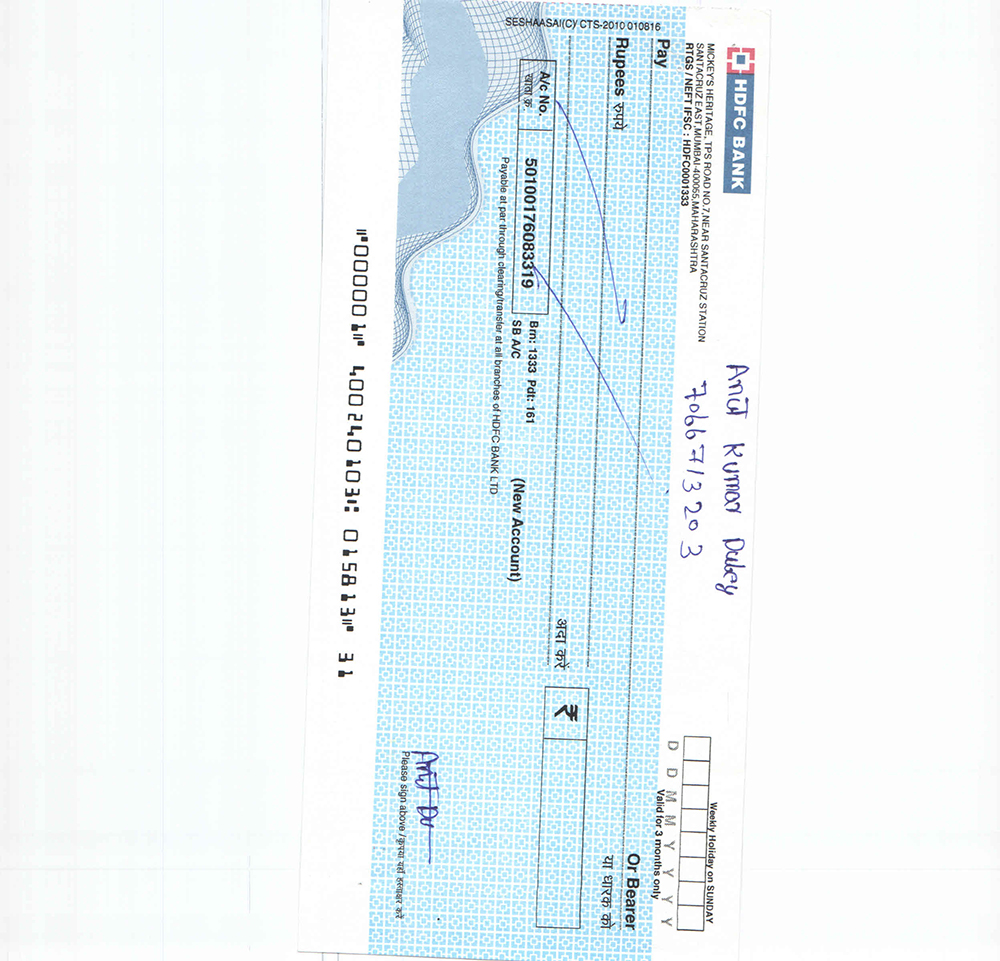 HDFC BANK
MICKEY'S HERITAGE, TPS ROAD NO.7,NEAR SANTACRUZ STATION
SANTACRUZ EAST,MUMBAI-400055,MAHARASHTRA
RTGS / NEFT IFSC : HDFC0001333
Anil Kumar Dubey
7066713203
Weekly Holiday on SUNDAY
D D M M Y Y Y Y
Valid for 3 months only
Pay
Or Bearer
या धारक को
Rupees रुपये
अदा करें
₹
A/c No.
खाता क्र.
50100176083319
Brn: 1333 Pdt: 161
SB A/C
(New Account)
Payable at par through clearing/transfer at all branches of HDFC BANK LTD
SESHAASAI(C)/ CTS-2010 010816
Anil Du
Please sign above / कृपया यहाँ हस्ताक्षर करें
⑈000001⑈ 400240103⑆ 015813⑈ 31